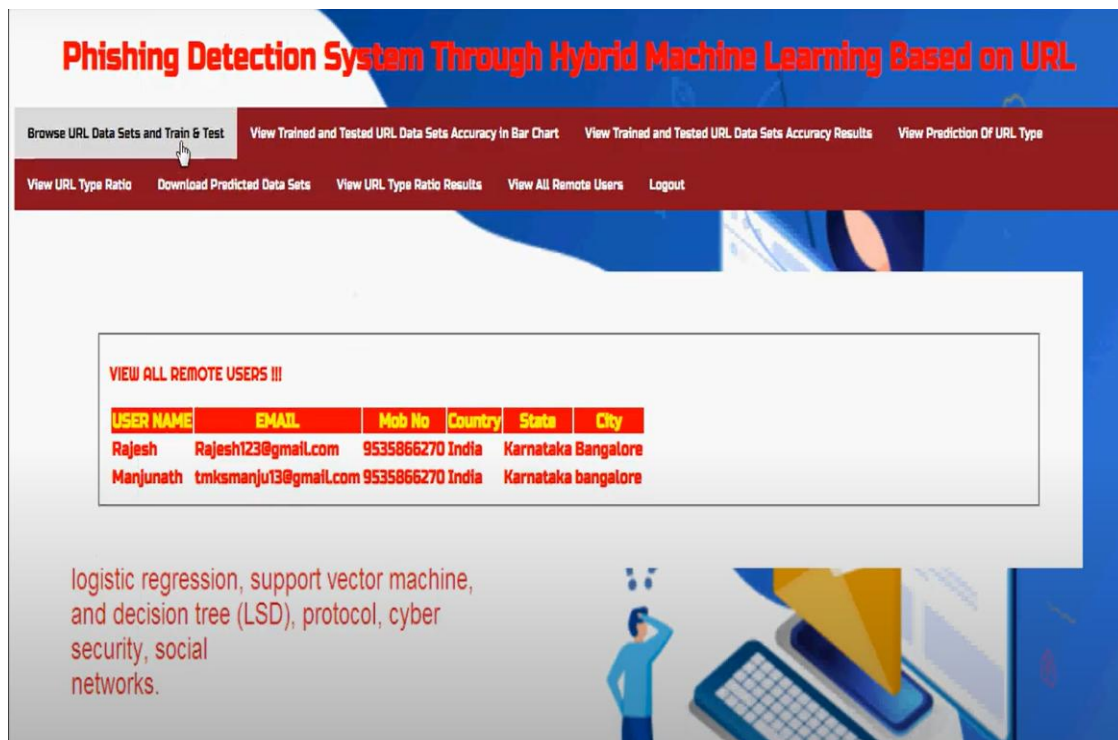 Phishing Detection System Through Hybrid Machine Learning Based on URL
Browse URL Data Sets and Train & Test View Trained and Tested URL Data Sets Accuracy in Bar Chart View Trained and Tested URL Data Sets Accuracy Results View Prediction Of URL Type
View URL Type Ratio Download Predicted Data Sets View URL Type Ratio Results View All Remote Users Logout
VIEW ALL REMOTE USERS !!!
USER NAME EMAIL Mob No Country State City
Rajesh Rajesh123@gmail.com 9535866270 India Karnataka Bangalore
Manjunath tmksmanju13@gmail.com 9535866270 India Karnataka bangalore
logistic regression, support vector machine,
and decision tree (LSD), protocol, cyber
security, social
networks.